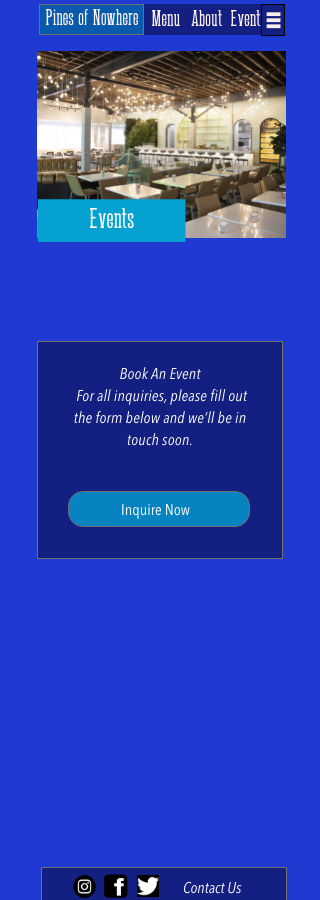 Pines of Nowhere Menu About Event
Events
Book An Event
For all inquiries, please fill out
the form below and we'll be in
touch soon.
Inquire Now
Contact Us